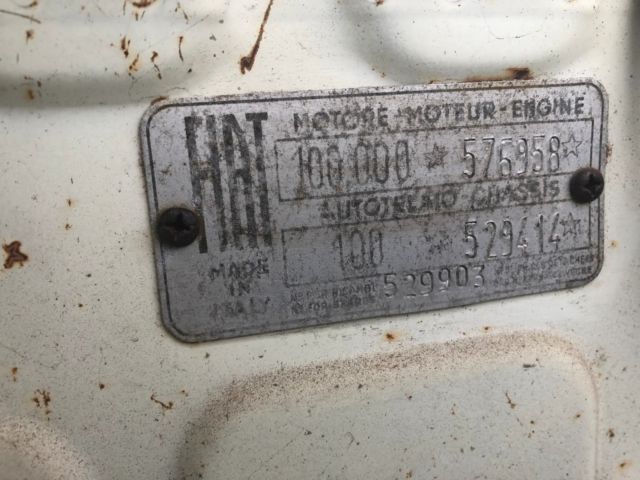 FIAT
MADE
IN
ITALY
MOTORE-MOTEUR-ENGINE
100.000 ★ 576958☆
AUTOTELAIO CHASSIS
100 ★ 529414☆
529903